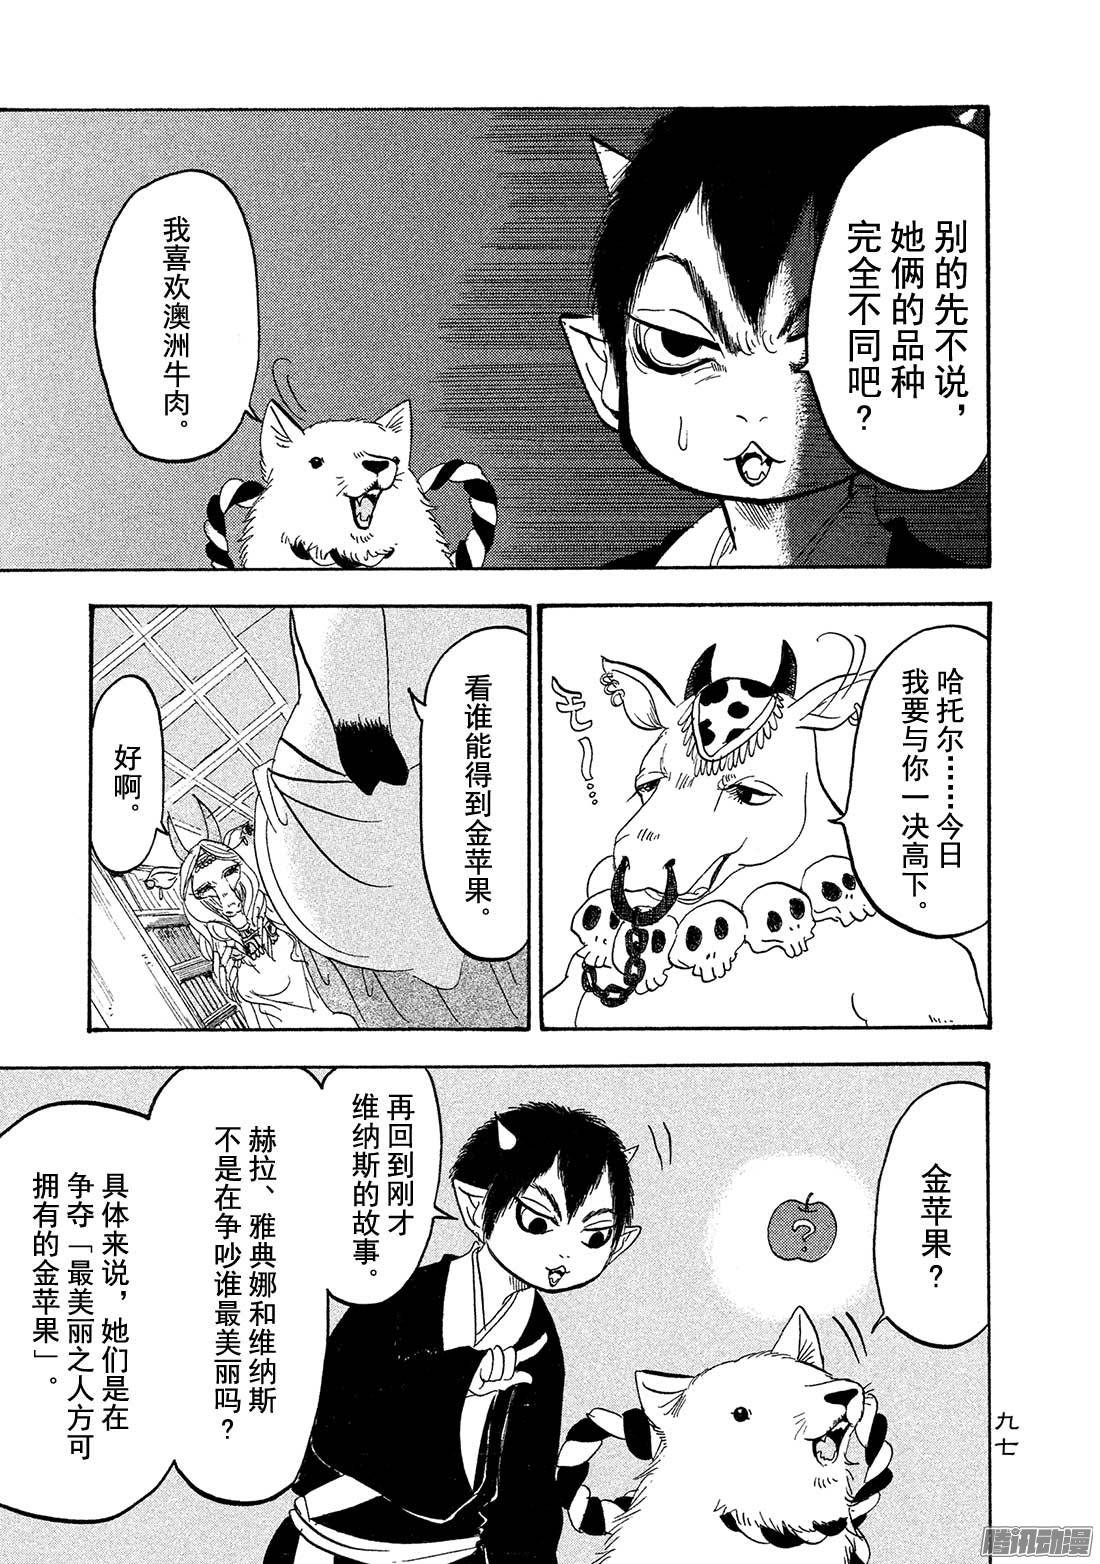 别的先不说，
她俩的品种
完全不同吧？
我喜欢澳洲牛肉。
哈托尔……今日
我要与你一决高下。
モー…
看谁能得到金苹果。
好啊。
金苹果？
?
再回到刚才
维纳斯的故事。
赫拉、雅典娜和维纳斯
不是在争吵谁最美丽吗？
具体来说，她们是在
争夺「最美丽之人方可
拥有的金苹果」。
九七
腾讯动漫